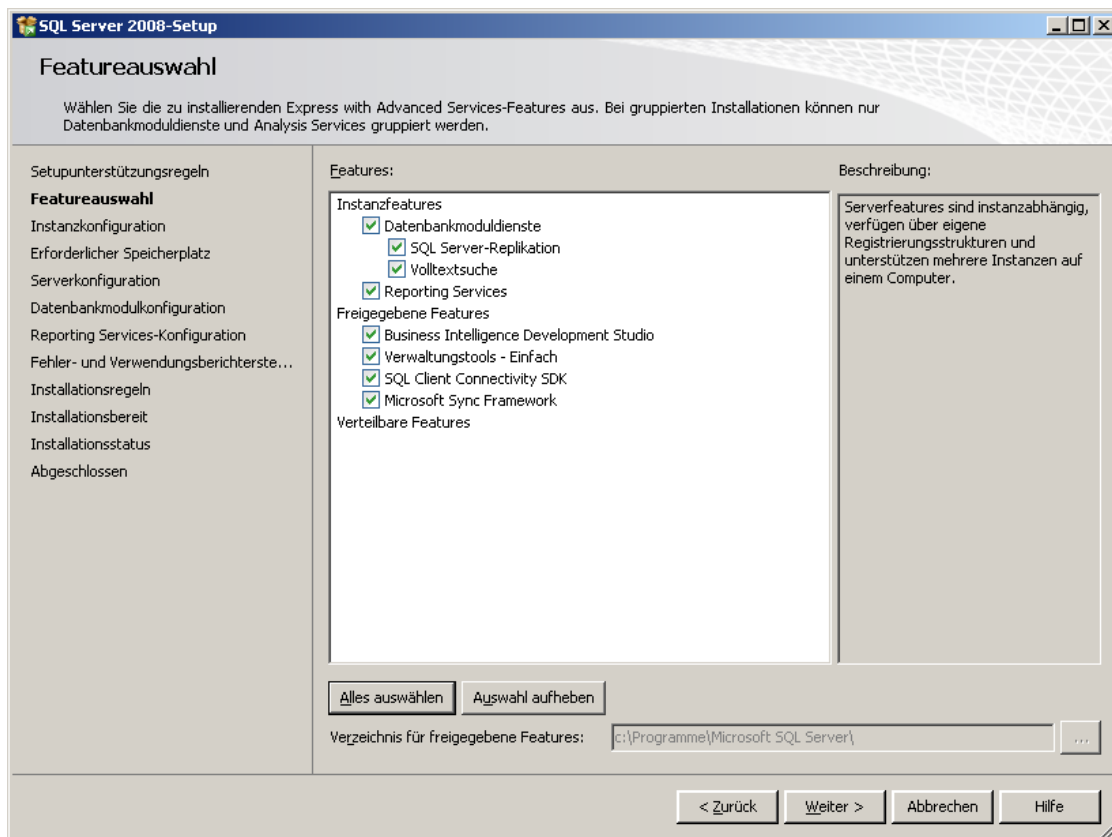 SQL Server 2008-Setup
Featureauswahl
Wählen Sie die zu installierenden Express with Advanced Services-Features aus. Bei gruppierten Installationen können nur
Datenbankmoduldienste und Analysis Services gruppiert werden.
Setupunterstützungsregeln
Featureauswahl
Instanzkonfiguration
Erforderlicher Speicherplatz
Serverkonfiguration
Datenbankmodulkonfiguration
Reporting Services-Konfiguration
Fehler- und Verwendungsberichterste...
Installationsregeln
Installationsbereit
Installationsstatus
Abgeschlossen
Features:
Instanzfeatures
Datenbankmoduldienste
SQL Server-Replikation
Volltextsuche
Reporting Services
Freigegebene Features
Business Intelligence Development Studio
Verwaltungstools - Einfach
SQL Client Connectivity SDK
Microsoft Sync Framework
Verteilbare Features
Beschreibung:
Serverfeatures sind instanzabhängig,
verfügen über eigene
Registrierungsstrukturen und
unterstützen mehrere Instanzen auf
einem Computer.
Alles auswählen
Auswahl aufheben
Verzeichnis für freigegebene Features:
c:\Programme\Microsoft SQL Server\
...
< Zurück
Weiter >
Abbrechen
Hilfe